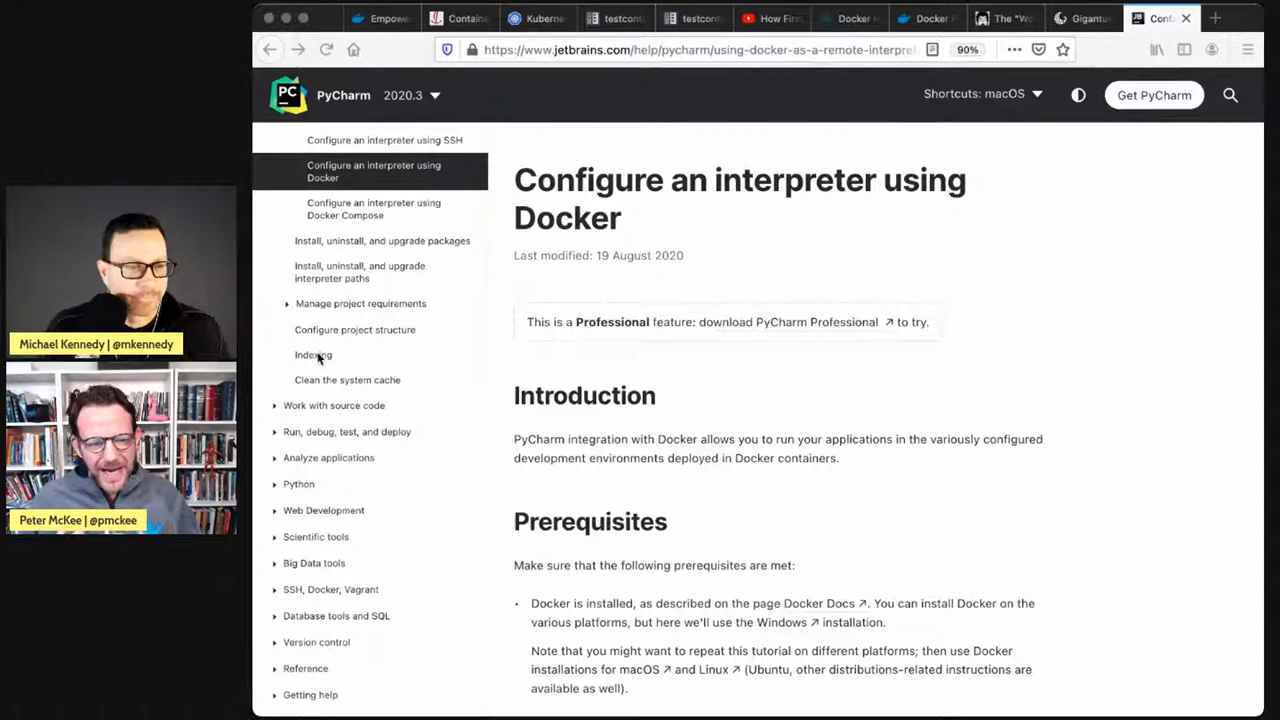 Empower
Containe
Kuberne
testcont
testcont
How Firs
Docker H
Docker P
The "Wo
Gigantu
Conf
https://www.jetbrains.com/help/pycharm/using-docker-as-a-remote-interpret
90%
PC
PyCharm
2020.3
Shortcuts: macOS
Get PyCharm
Configure an interpreter using SSH
Configure an interpreter using
Docker
Configure an interpreter using
Docker Compose
Install, uninstall, and upgrade packages
Install, uninstall, and upgrade
interpreter paths
Manage project requirements
Configure project structure
Indexing
Clean the system cache
Work with source code
Run, debug, test, and deploy
Analyze applications
Python
Web Development
Scientific tools
Big Data tools
SSH, Docker, Vagrant
Database tools and SQL
Version control
Reference
Getting help
Configure an interpreter using
Docker
Last modified: 19 August 2020
This is a Professional feature: download PyCharm Professional ↗ to try.
Introduction
PyCharm integration with Docker allows you to run your applications in the variously configured
development environments deployed in Docker containers.
Prerequisites
Make sure that the following prerequisites are met:
• Docker is installed, as described on the page Docker Docs ↗. You can install Docker on the
various platforms, but here we'll use the Windows ↗ installation.
Note that you might want to repeat this tutorial on different platforms; then use Docker
installations for macOS ↗ and Linux ↗ (Ubuntu, other distributions-related instructions are
available as well).
Michael Kennedy | @mkennedy
Peter McKee | @pmckee